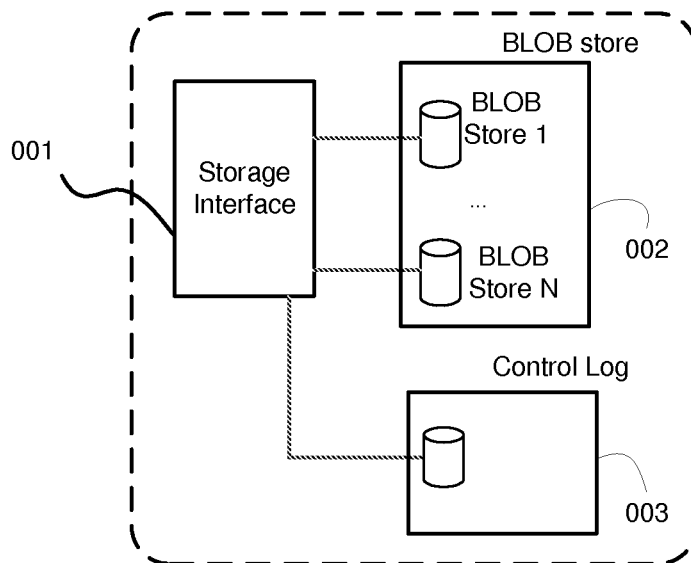 BLOB store
BLOB
Store 1
001
Storage
Interface
...
002
BLOB
Store N
Control Log
003